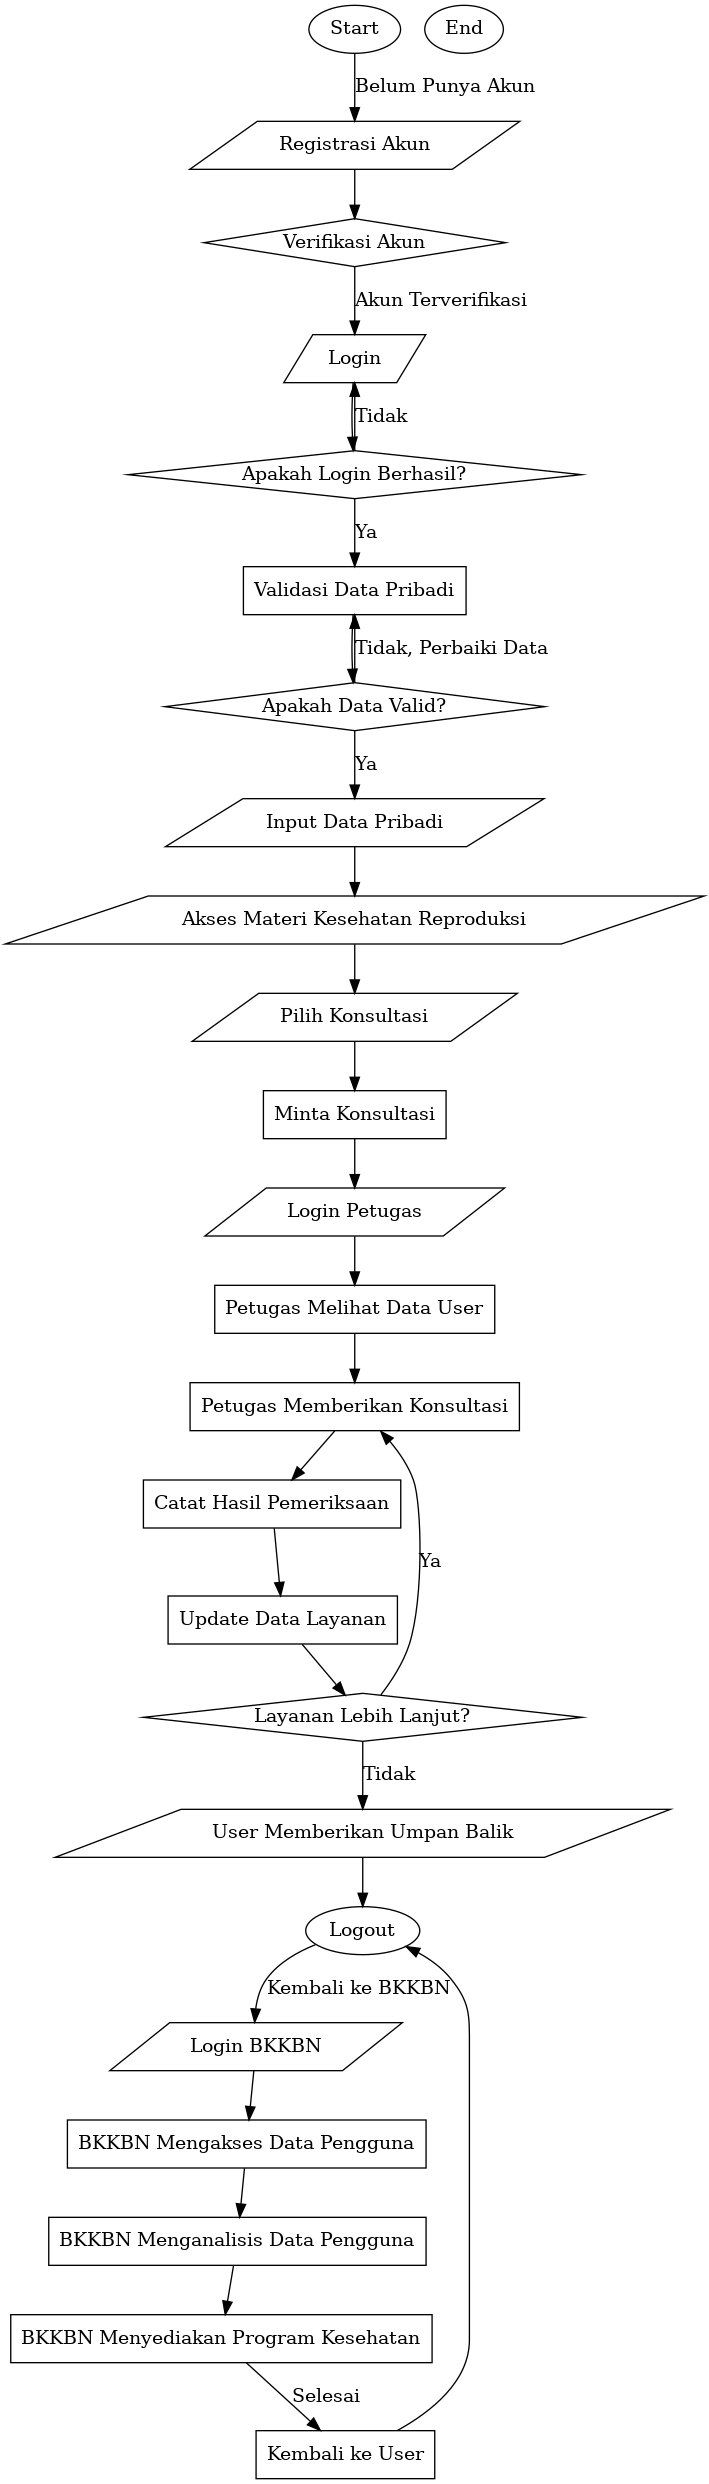 Start
End
Belum Punya Akun
Registrasi Akun
Verifikasi Akun
Akun Terverifikasi
Login
Tidak
Apakah Login Berhasil?
Ya
Validasi Data Pribadi
Tidak, Perbaiki Data
Apakah Data Valid?
Ya
Input Data Pribadi
Akses Materi Kesehatan Reproduksi
Pilih Konsultasi
Minta Konsultasi
Login Petugas
Petugas Melihat Data User
Petugas Memberikan Konsultasi
Catat Hasil Pemeriksaan
Ya
Update Data Layanan
Layanan Lebih Lanjut?
Tidak
User Memberikan Umpan Balik
Logout
Kembali ke BKKBN
Login BKKBN
BKKBN Mengakses Data Pengguna
BKKBN Menganalisis Data Pengguna
BKKBN Menyediakan Program Kesehatan
Selesai
Kembali ke User